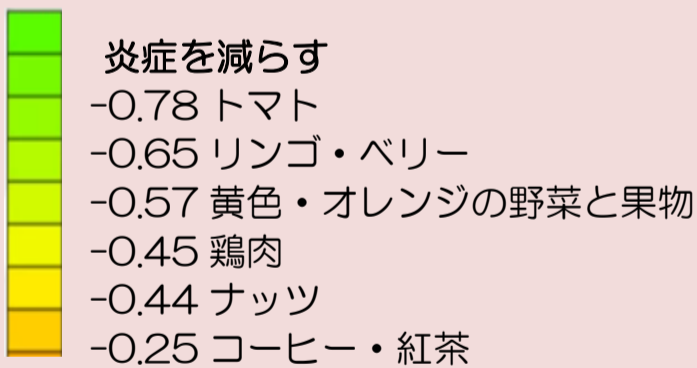 炎症を減らす
-0.78 トマト
-0.65 リンゴ・ベリー
-0.57 黄色・オレンジの野菜と果物
-0.45 鶏肉
-0.44 ナッツ
-0.25 コーヒー・紅茶